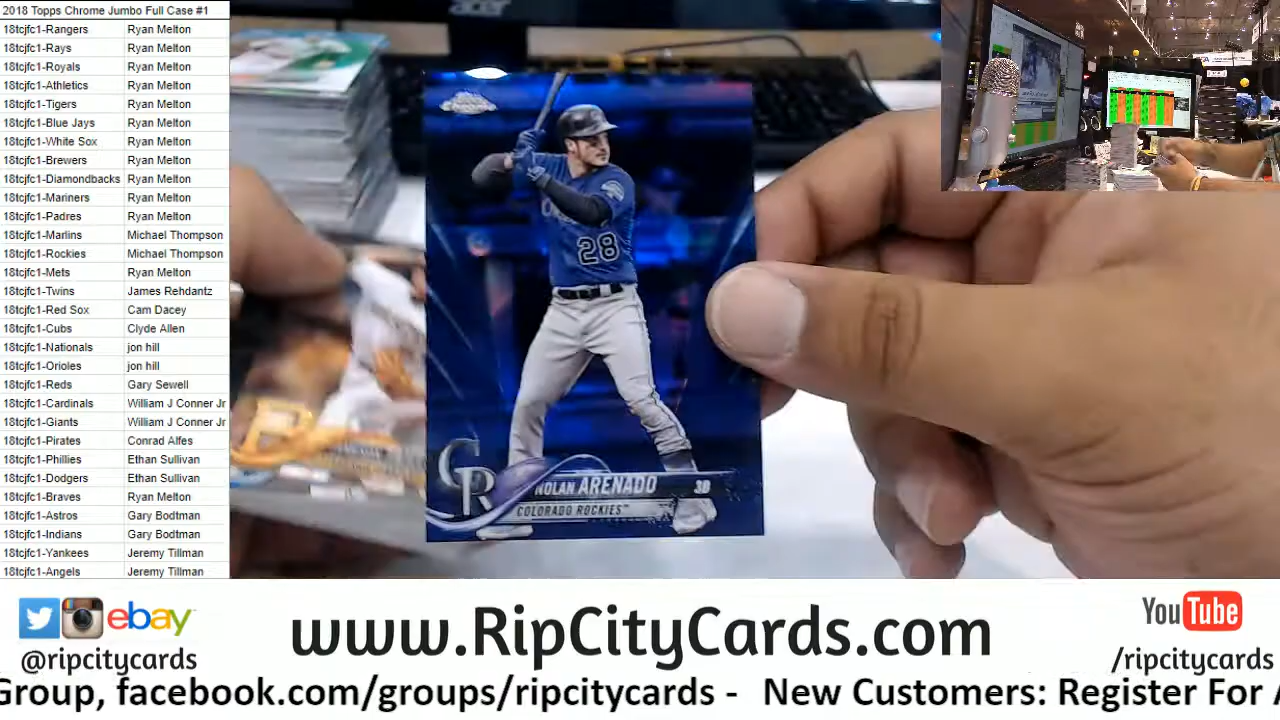 2018 Topps Chrome Jumbo Full Case #1
18tcjfc1-Rangers Ryan Melton
18tcjfc1-Rays Ryan Melton
18tcjfc1-Royals Ryan Melton
18tcjfc1-Athletics Ryan Melton
18tcjfc1-Tigers Ryan Melton
18tcjfc1-Blue Jays Ryan Melton
18tcjfc1-White Sox Ryan Melton
18tcjfc1-Brewers Ryan Melton
18tcjfc1-Diamondbacks Ryan Melton
18tcjfc1-Mariners Ryan Melton
18tcjfc1-Padres Ryan Melton
18tcjfc1-Marlins Michael Thompson
18tcjfc1-Rockies Michael Thompson
18tcjfc1-Mets Ryan Melton
18tcjfc1-Twins James Rehdantz
18tcjfc1-Red Sox Cam Dacey
18tcjfc1-Cubs Clyde Allen
18tcjfc1-Nationals jon hill
18tcjfc1-Orioles jon hill
18tcjfc1-Reds Gary Sewell
18tcjfc1-Cardinals William J Conner Jr
18tcjfc1-Giants William J Conner Jr
18tcjfc1-Pirates Conrad Alfes
18tcjfc1-Phillies Ethan Sullivan
18tcjfc1-Dodgers Ethan Sullivan
18tcjfc1-Braves Ryan Melton
18tcjfc1-Astros Gary Bodtman
18tcjfc1-Indians Gary Bodtman
18tcjfc1-Yankees Jeremy Tillman
18tcjfc1-Angels Jeremy Tillman
acer
28
CR
NOLAN ARENADO 3B
COLORADO ROCKIES™
ebay
@ripcitycards
www.RipCityCards.com
YouTube
/ripcitycards
Group, facebook.com/groups/ripcitycards - New Customers: Register For